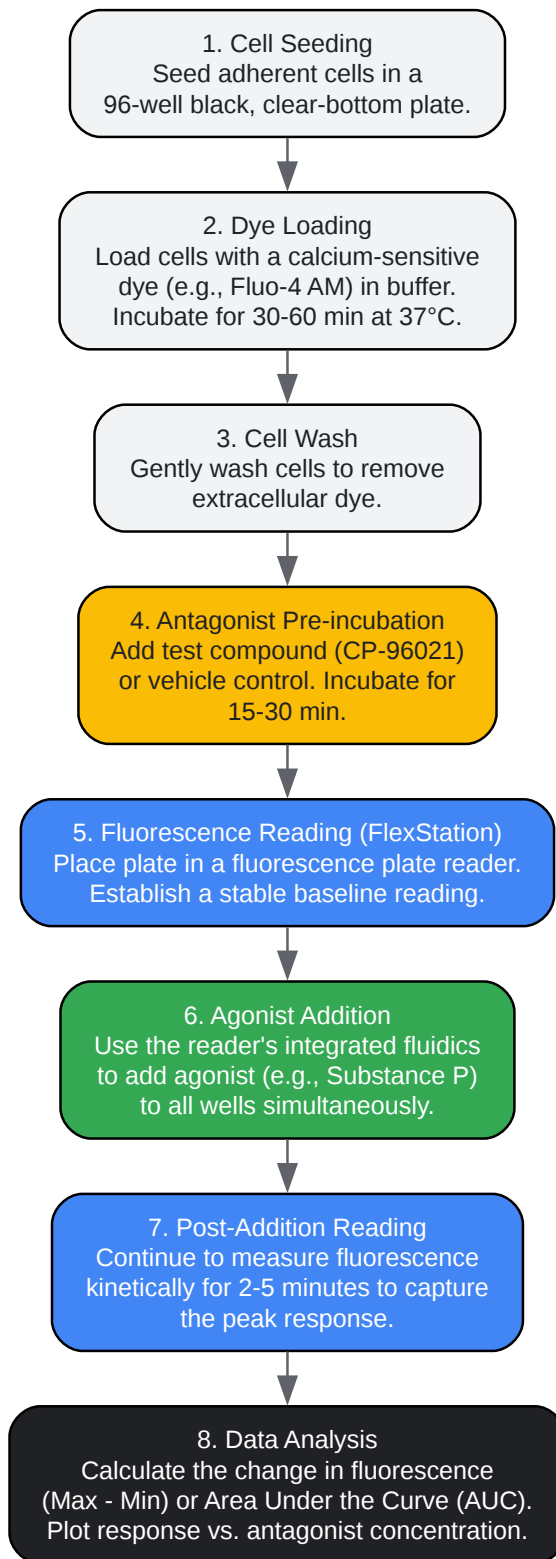 1. Cell Seeding
Seed adherent cells in a
96-well black, clear-bottom plate.
2. Dye Loading
Load cells with a calcium-sensitive
dye (e.g., Fluo-4 AM) in buffer.
Incubate for 30-60 min at 37°C.
3. Cell Wash
Gently wash cells to remove
extracellular dye.
4. Antagonist Pre-incubation
Add test compound (CP-96021)
or vehicle control. Incubate for
15-30 min.
5. Fluorescence Reading (FlexStation)
Place plate in a fluorescence plate reader.
Establish a stable baseline reading.
6. Agonist Addition
Use the reader's integrated fluidics
to add agonist (e.g., Substance P)
to all wells simultaneously.
7. Post-Addition Reading
Continue to measure fluorescence
kinetically for 2-5 minutes to capture
the peak response.
8. Data Analysis
Calculate the change in fluorescence
(Max - Min) or Area Under the Curve (AUC).
Plot response vs. antagonist concentration.